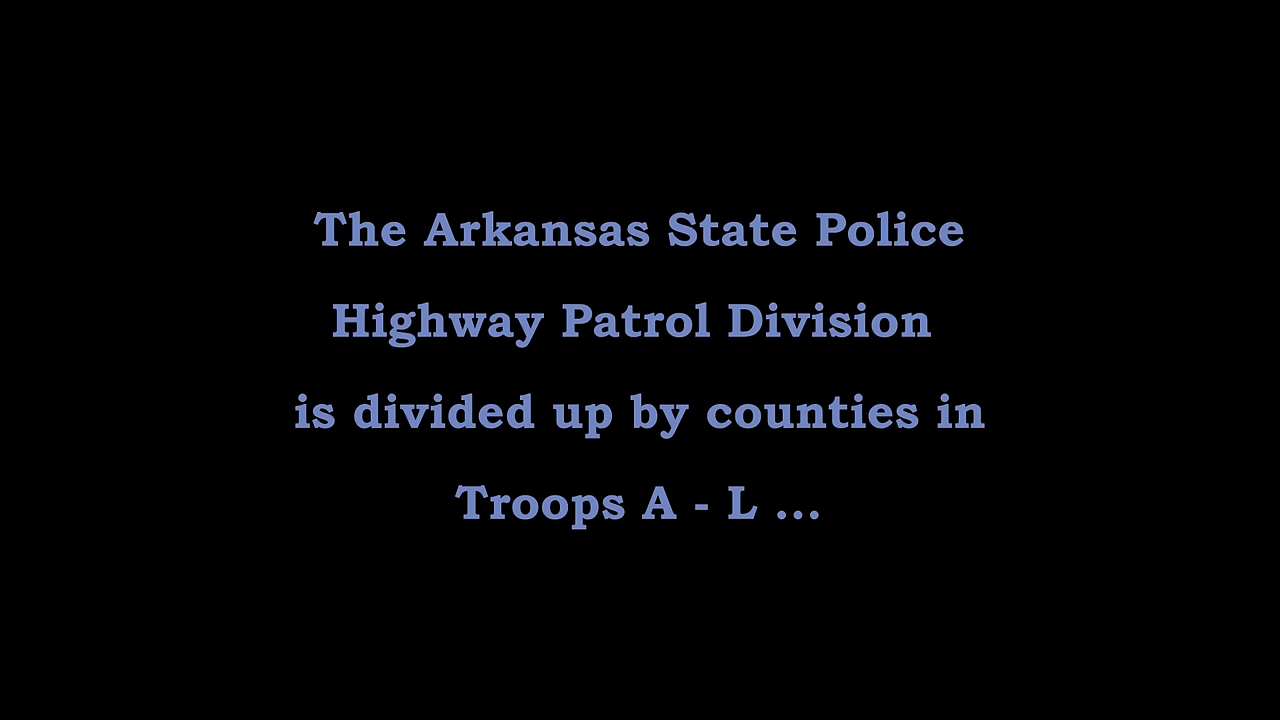 The Arkansas State Police
Highway Patrol Division
is divided up by counties in
Troops A - L ...